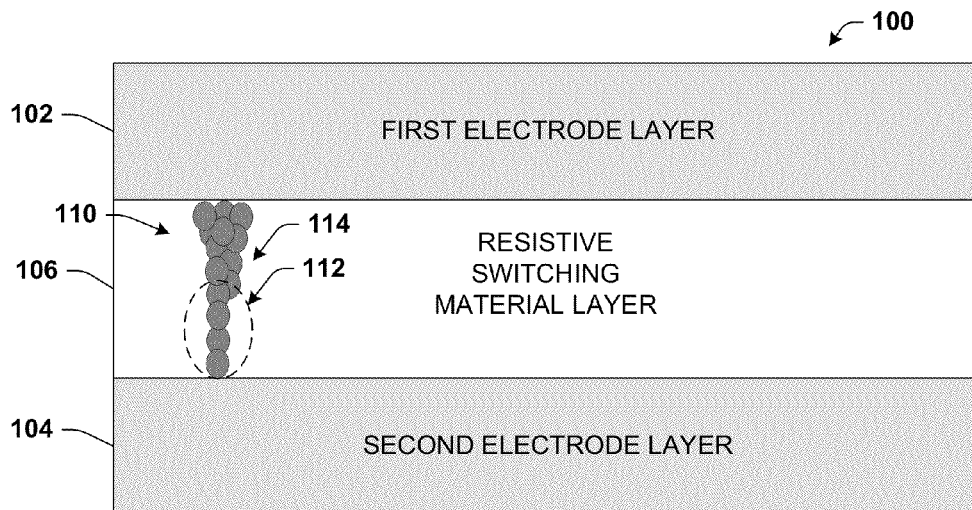 100
102
FIRST ELECTRODE LAYER
110
114
112
106
RESISTIVE
SWITCHING
MATERIAL LAYER
104
SECOND ELECTRODE LAYER